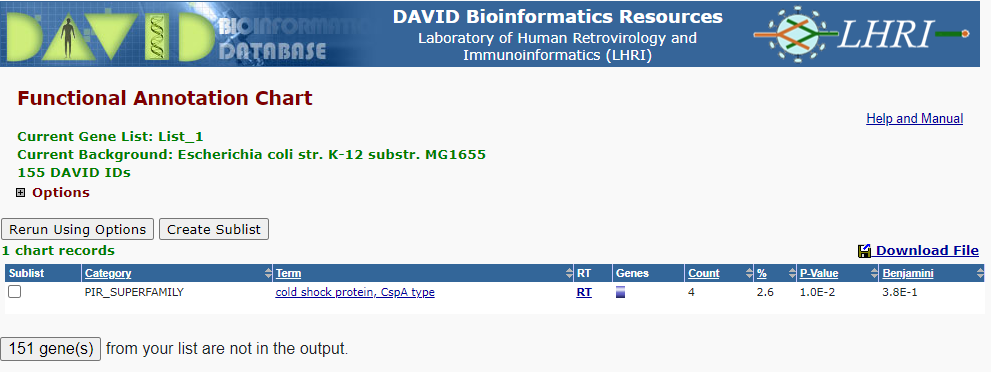 DAVID BIOINFORMATICS DATABASE
DAVID Bioinformatics Resources
Laboratory of Human Retrovirology and
Immunoinformatics (LHRI)
LHRI
Functional Annotation Chart
Help and Manual
Current Gene List: List_1
Current Background: Escherichia coli str. K-12 substr. MG1655
155 DAVID IDs
Options
Rerun Using Options Create Sublist
1 chart records Download File
Sublist Category Term RT Genes Count % P-Value Benjamini
PIR_SUPERFAMILY cold shock protein, CspA type RT 4 2.6 1.0E-2 3.8E-1
151 gene(s) from your list are not in the output.